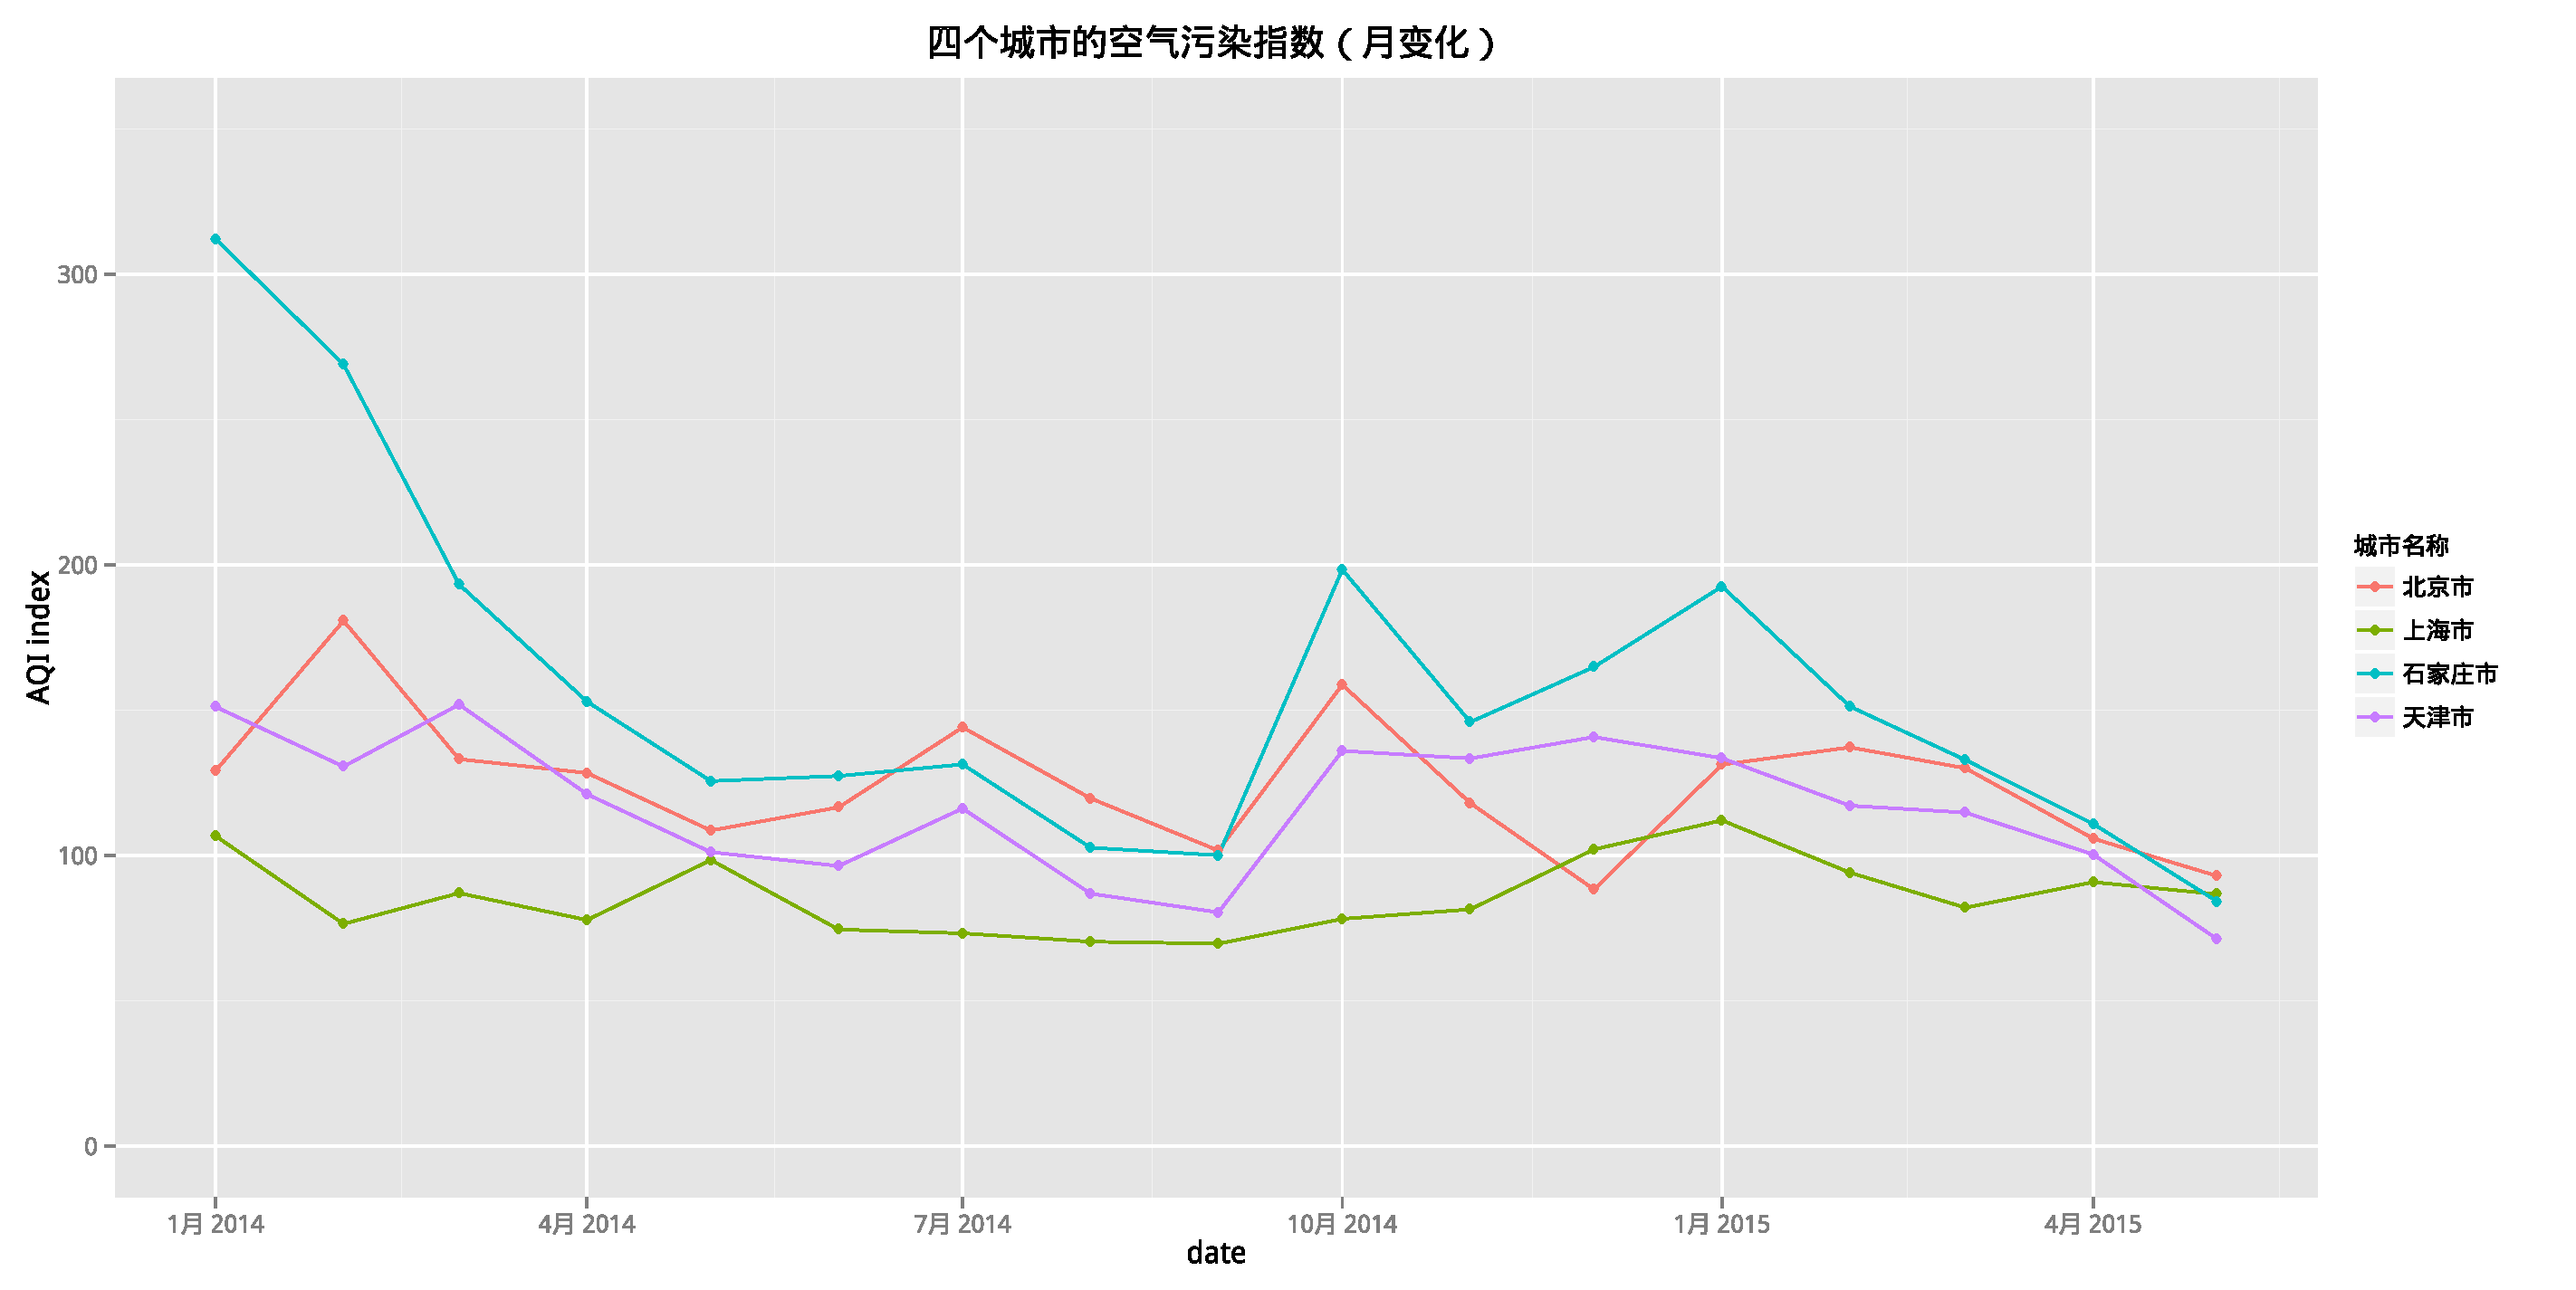 四个城市的空气污染指数（月变化）
AQI index
300
200
100
0
1月 2014
4月 2014
7月 2014
10月 2014
1月 2015
4月 2015
date
城市名称
北京市
上海市
石家庄市
天津市